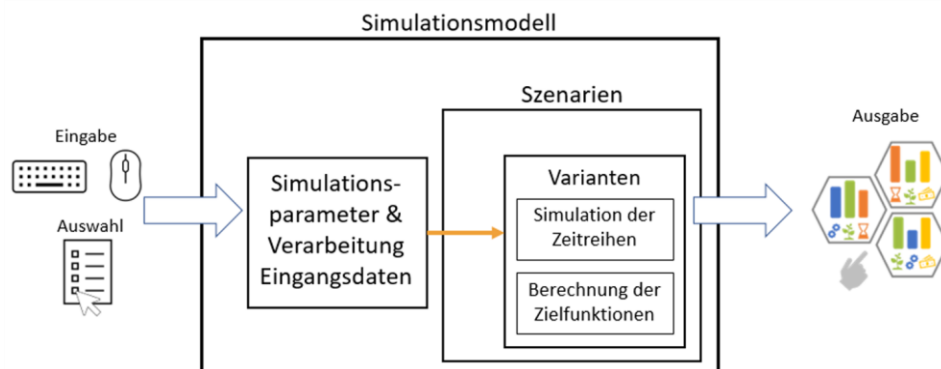 Simulationsmodell
Eingabe
Auswahl
Simulations-
parameter &
Verarbeitung
Eingangsdaten
Szenarien
Varianten
Simulation der
Zeitreihen
Berechnung der
Zielfunktionen
Ausgabe